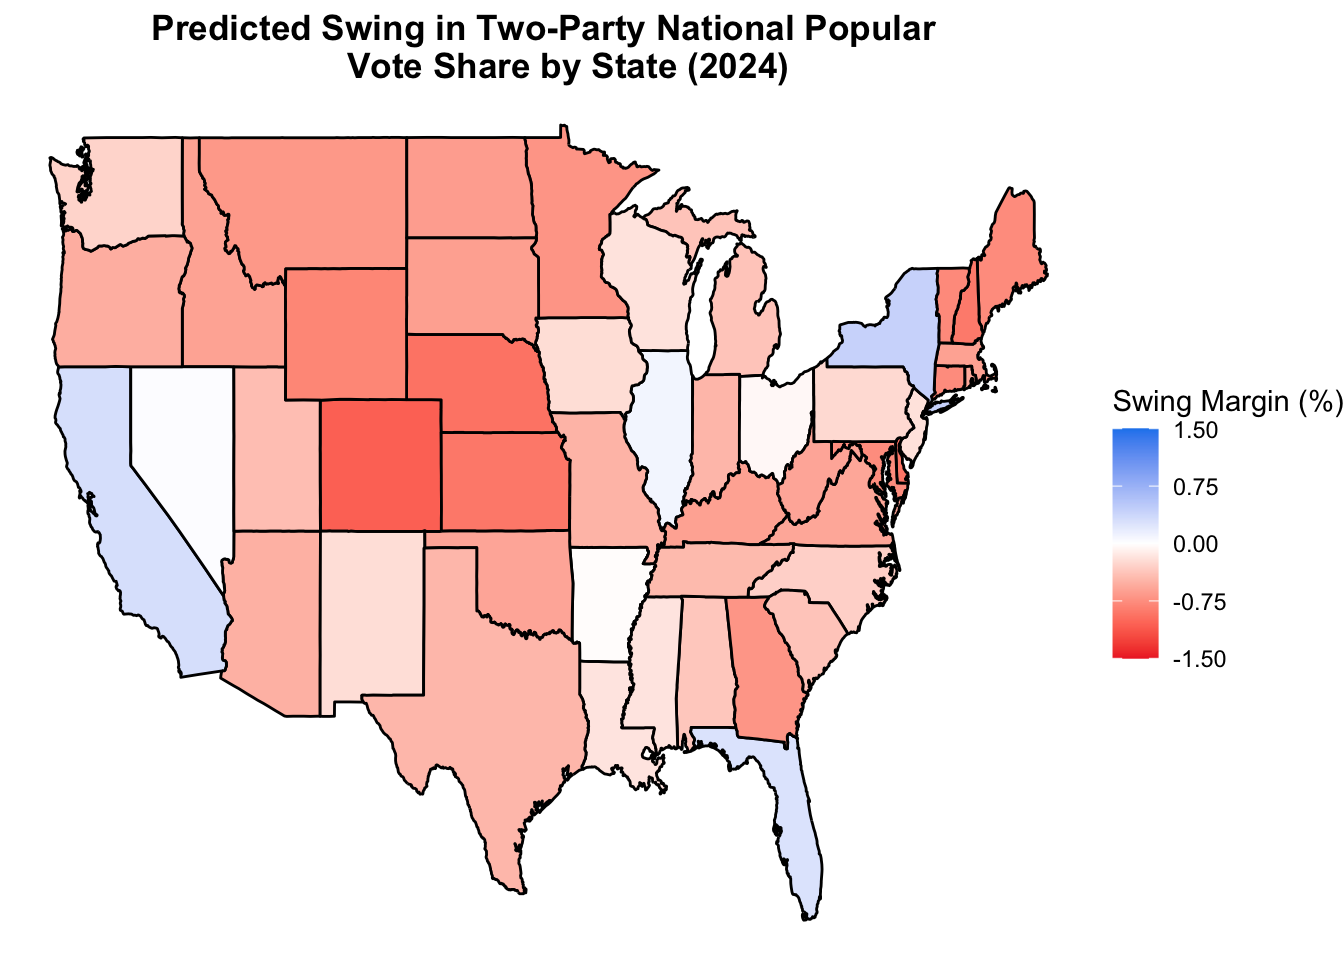 Predicted Swing in Two-Party National Popular
Vote Share by State (2024)
Swing Margin (%)
1.50
0.75
0.00
-0.75
-1.50